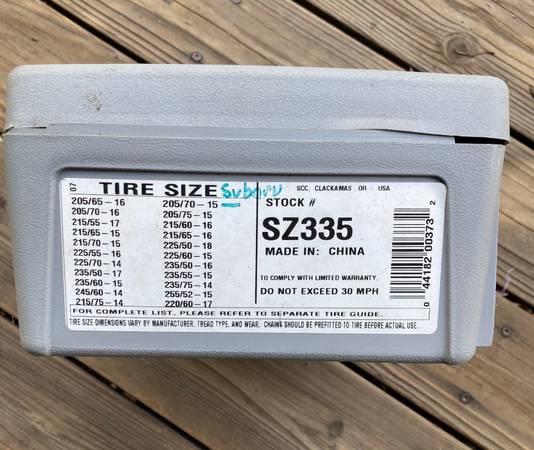 07 TIRE SIZE Subaru
205/65-16 205/70-15
205/70-16 205/75-15
215/55-17 215/60-16
215/65-15 215/65-16
215/70-15 225/50-18
225/55-16 225/60-15
225/70-14 235/50-16
235/50-17 235/55-15
235/60-15 235/75-14
245/60-14 255/52-15
215/75-14 220/60-17
FOR COMPLETE LIST, PLEASE REFER TO SEPARATE TIRE GUIDE.
TIRE SIZE DIMENSIONS VARY BY MANUFACTURER, TREAD TYPE, AND WEAR. CHAINS SHOULD BE PREFITTED TO TIRE BEFORE ACTUAL USE.
SCC, CLACKAMAS OR - USA
STOCK #
SZ335
MADE IN: CHINA
TO COMPLY WITH LIMITED WARRANTY,
DO NOT EXCEED 30 MPH
0 44182 00373 2